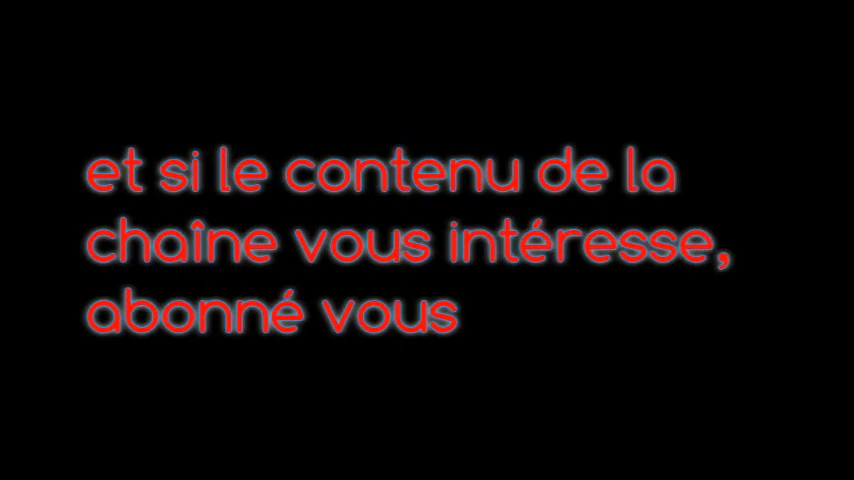 et si le contenu de la
chaîne vous intéresse,
abonné vous